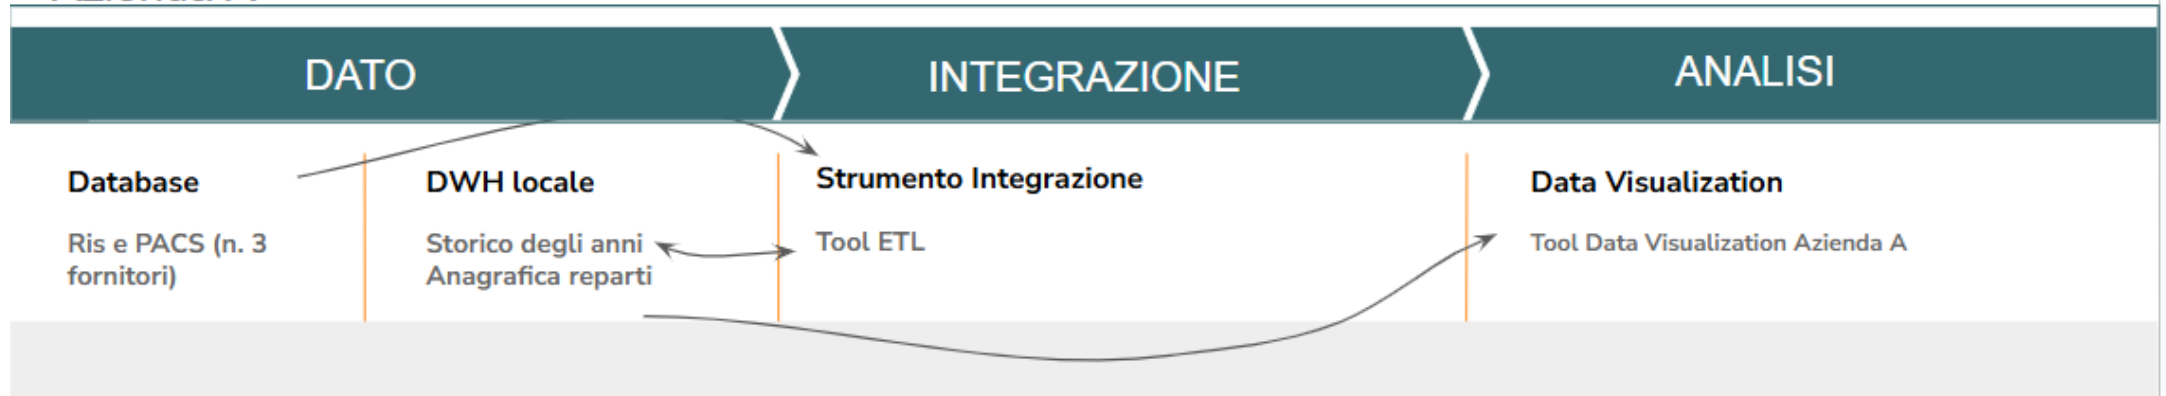 DATO
INTEGRAZIONE
ANALISI
Database
Ris e PACS (n. 3
fornitori)
DWH locale
Storico degli anni
Anagrafica reparti
Strumento Integrazione
Tool ETL
Data Visualization
Tool Data Visualization Azienda A